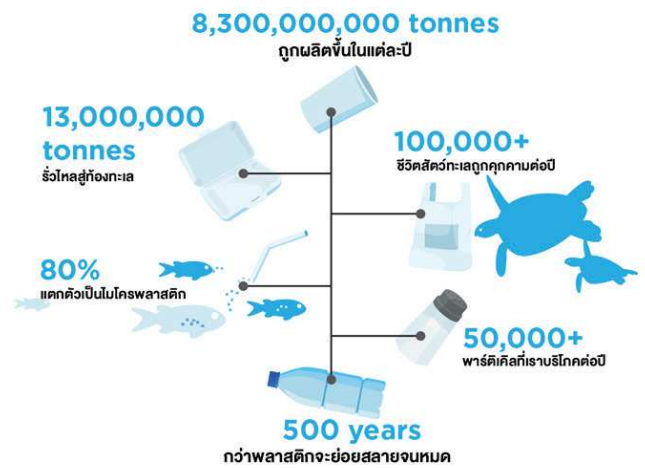 8,300,000,000 tonnes
ถูกผลิตขึ้นในแต่ละปี
13,000,000
tonnes
รั่วไหลสู่ท้องทะเล
100,000+
ชีวิตสัตว์ทะเลถูกคุกคามต่อปี
80%
แตกตัวเป็นไมโครพลาสติก
50,000+
พาร์ติเคิลที่เราบริโภคต่อปี
500 years
กว่าพลาสติกจะย่อยสลายจนหมด